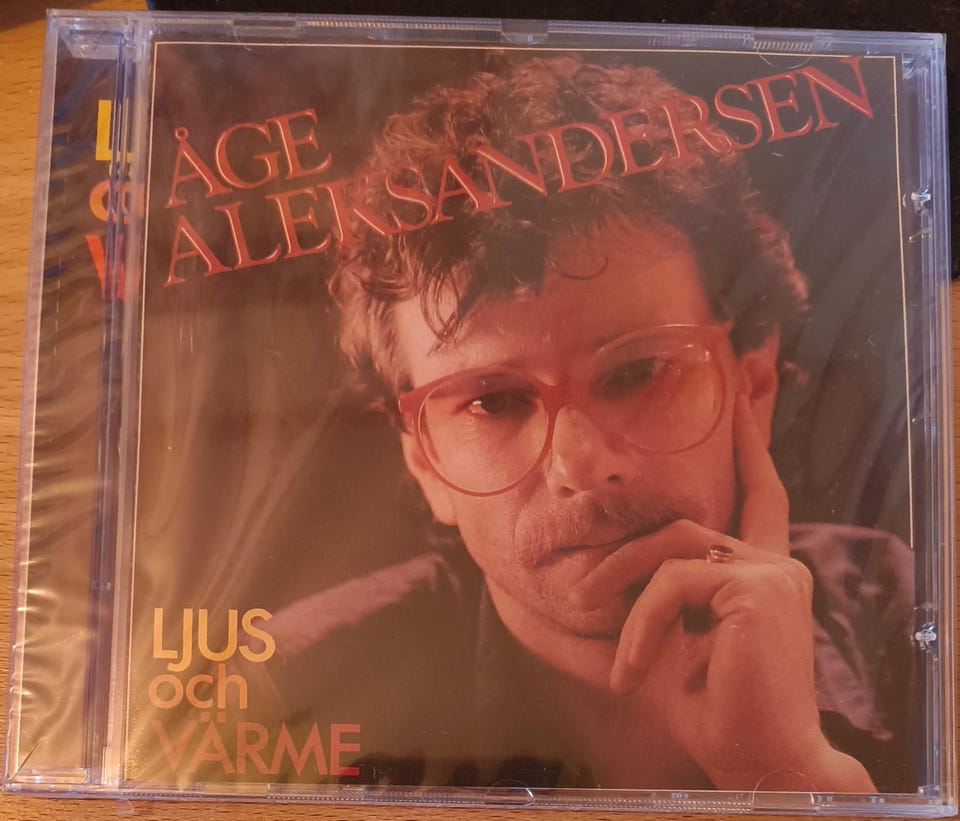 ÅGE
ALEKSANDERSEN
LJUS
och
VÄRME